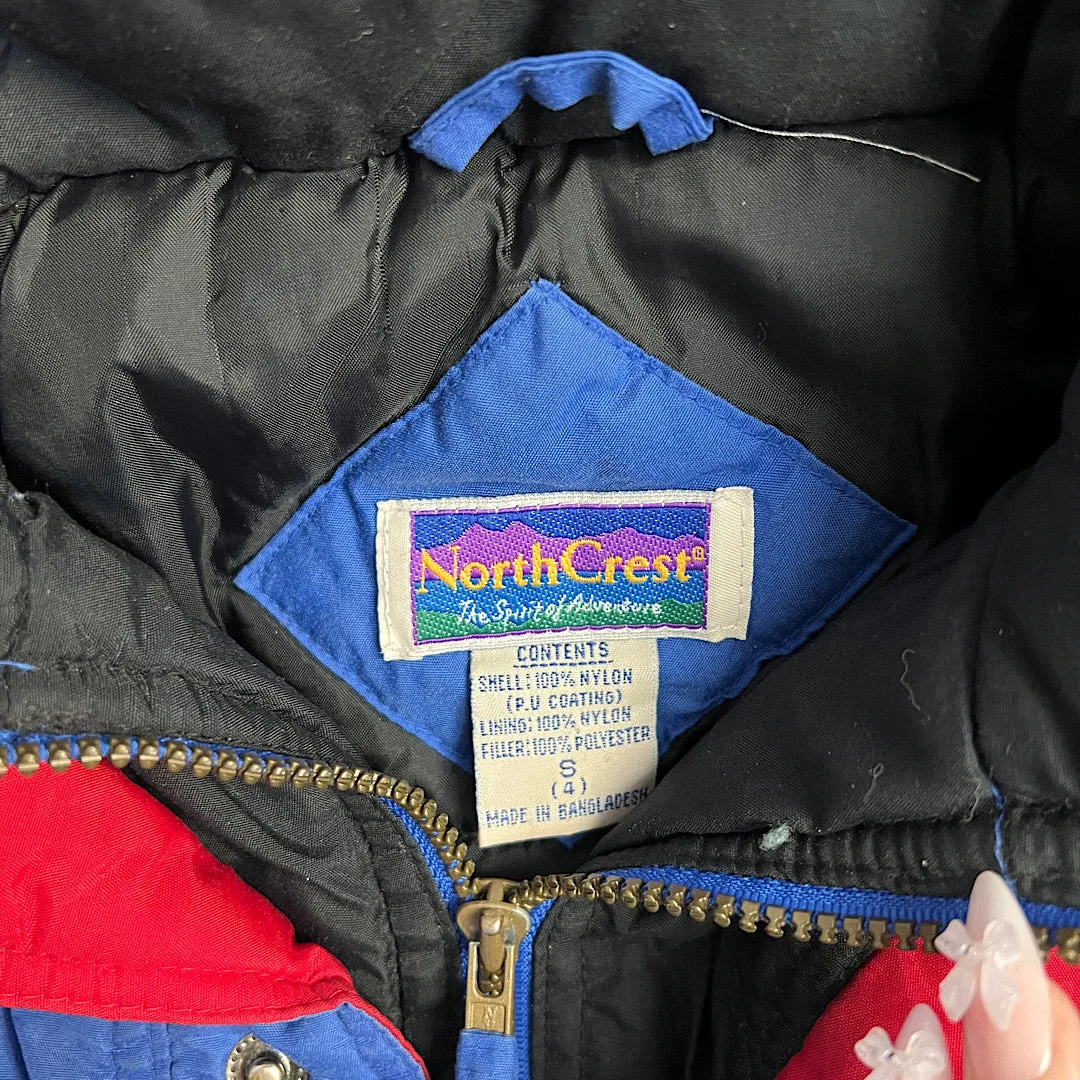 NorthCrest®
The Spirit of Adventure
CONTENTS
SHELL: 100% NYLON
(P.U COATING)
LINING: 100% NYLON
FILLER: 100% POLYESTER
S
(4)
MADE IN BANGLADESH